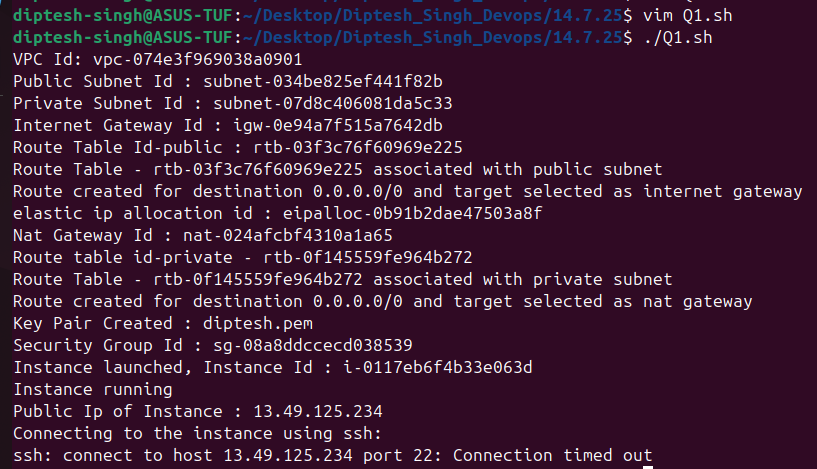 diptesh-singh@ASUS-TUF:~/Desktop/Diptesh_Singh_Devops/14.7.25$ vim Q1.sh
diptesh-singh@ASUS-TUF:~/Desktop/Diptesh_Singh_Devops/14.7.25$ ./Q1.sh
VPC Id: vpc-074e3f969038a0901
Public Subnet Id : subnet-034be825ef441f82b
Private Subnet Id : subnet-07d8c406081da5c33
Internet Gateway Id : igw-0e94a7f515a7642db
Route Table Id-public : rtb-03f3c76f60969e225
Route Table - rtb-03f3c76f60969e225 associated with public subnet
Route created for destination 0.0.0.0/0 and target selected as internet gateway
elastic ip allocation id : eipalloc-0b91b2dae47503a8f
Nat Gateway Id : nat-024afcbf4310a1a65
Route table id-private - rtb-0f145559fe964b272
Route Table - rtb-0f145559fe964b272 associated with private subnet
Route created for destination 0.0.0.0/0 and target selected as nat gateway
Key Pair Created : diptesh.pem
Security Group Id : sg-08a8ddccecd038539
Instance launched, Instance Id : i-0117eb6f4b33e063d
Instance running
Public Ip of Instance : 13.49.125.234
Connecting to the instance using ssh:
ssh: connect to host 13.49.125.234 port 22: Connection timed out